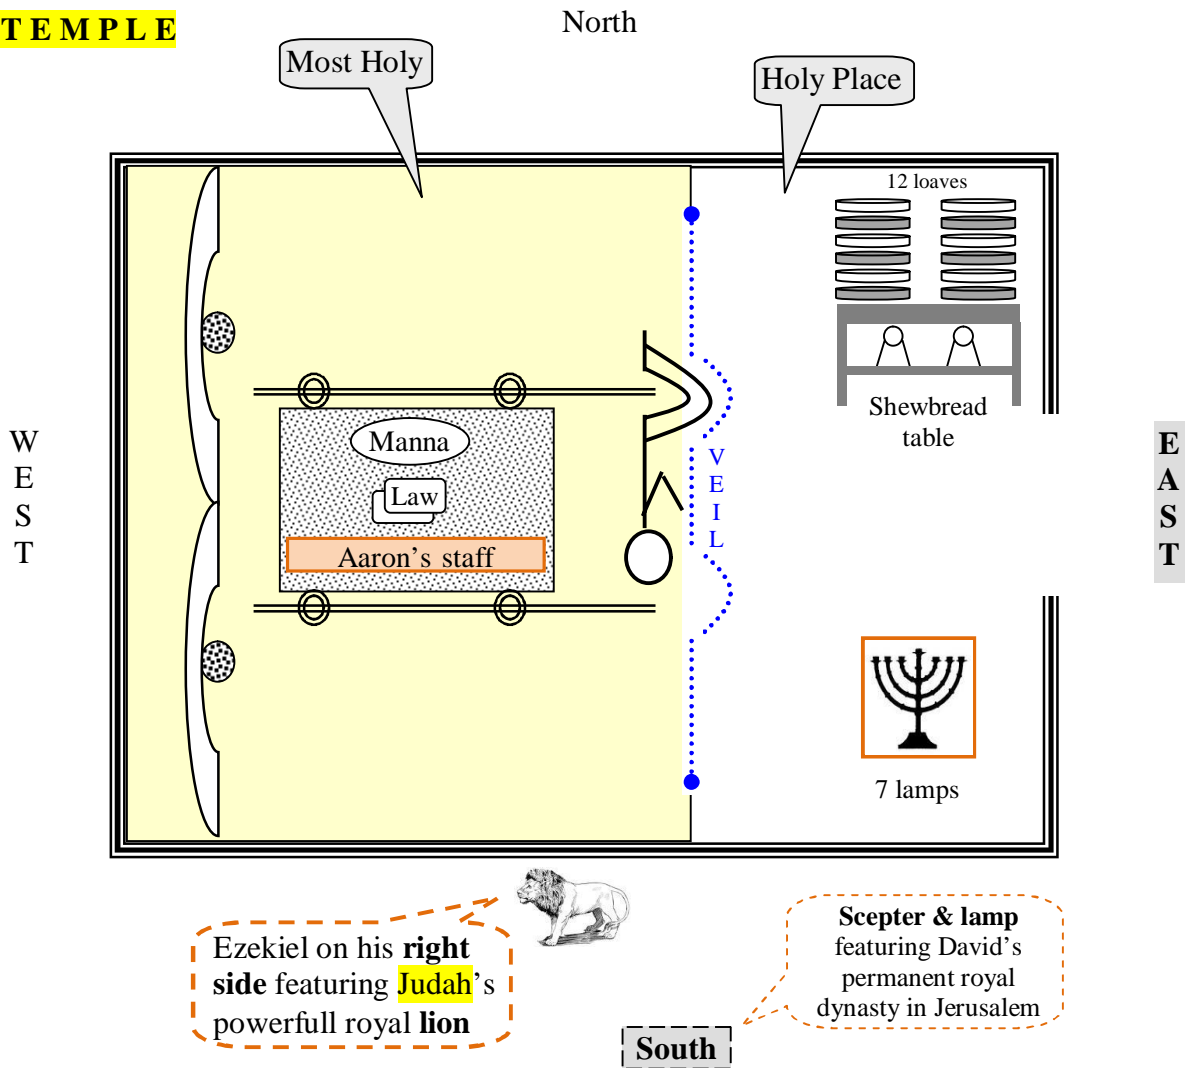 T E M P L E
North
Most Holy
Holy Place
12 loaves
Shewbread
table
Manna
Law
Aaron’s staff
V
E
I
L
W
E
S
T
E
A
S
T
7 lamps
Ezekiel on his right
side featuring Judah’s
powerfull royal lion
Scepter & lamp
featuring David’s
permanent royal
dynasty in Jerusalem
South